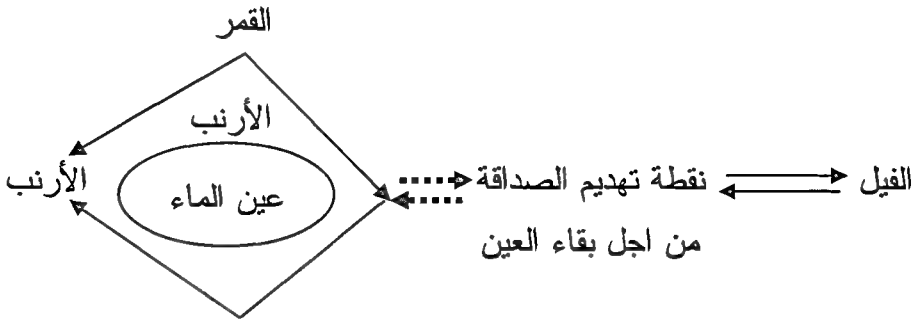 القمر
الأرنب
الفيل
نقطة تهديم الصداقة
من اجل بقاء العين
عين الماء
الأرنب